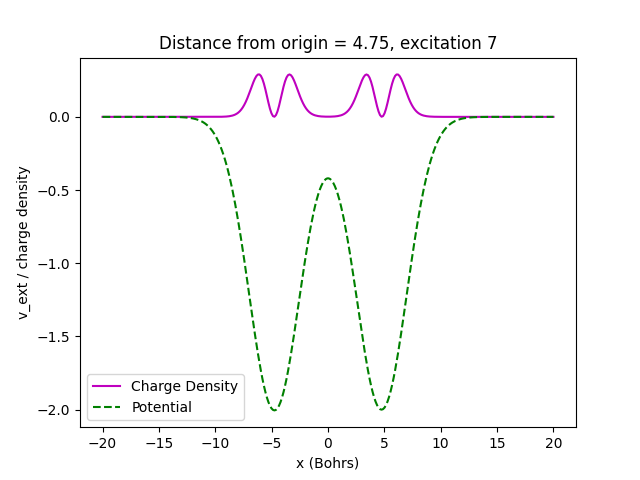 Distance from origin = 4.75, excitation 7
v_ext / charge density
0.0
−0.5
−1.0
−1.5
−2.0
Charge Density
Potential
−20 −15 −10 −5 0 5 10 15 20
x (Bohrs)